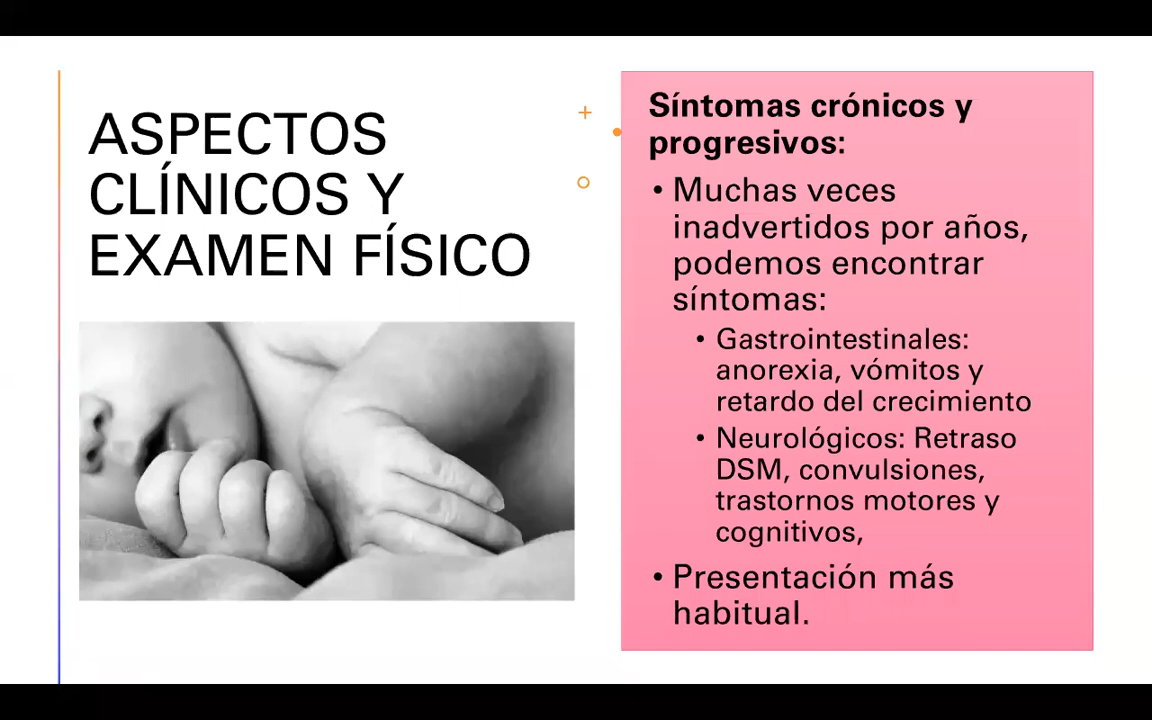 ASPECTOS
CLÍNICOS Y
EXAMEN FÍSICO
Síntomas crónicos y
progresivos:
• Muchas veces
inadvertidos por años,
podemos encontrar
síntomas:
• Gastrointestinales:
anorexia, vómitos y
retardo del crecimiento
• Neurológicos: Retraso
DSM, convulsiones,
trastornos motores y
cognitivos,
• Presentación más
habitual.